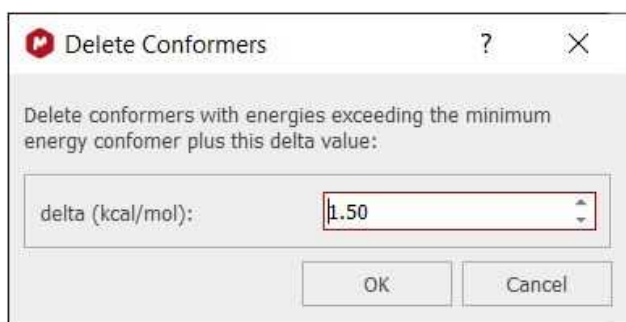 Delete Conformers ?
Delete conformers with energies exceeding the minimum
energy confomer plus this delta value:
delta (kcal/mol): 1.50
OK Cancel